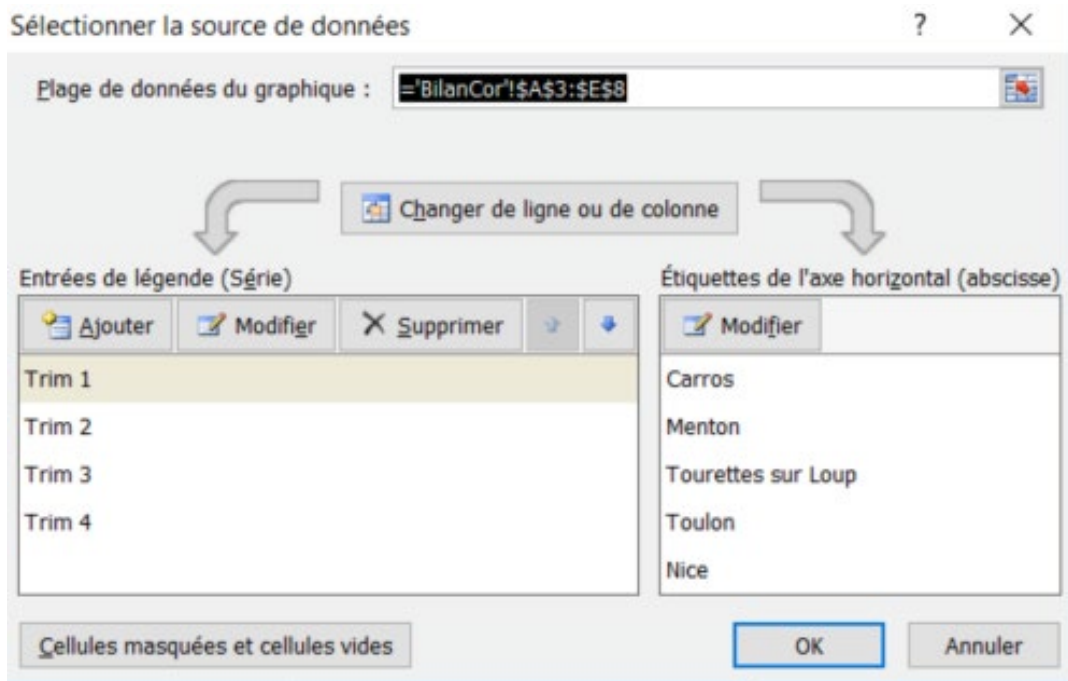 Sélectionner la source de données ? ×
Plage de données du graphique : ='BilanCor'!$A$3:$E$8
Changer de ligne ou de colonne
Entrées de légende (Série)
Ajouter Modifier Supprimer
Trim 1
Trim 2
Trim 3
Trim 4
Étiquettes de l'axe horizontal (abscisse)
Modifier
Carros
Menton
Tourettes sur Loup
Toulon
Nice
Cellules masquées et cellules vides
OK Annuler